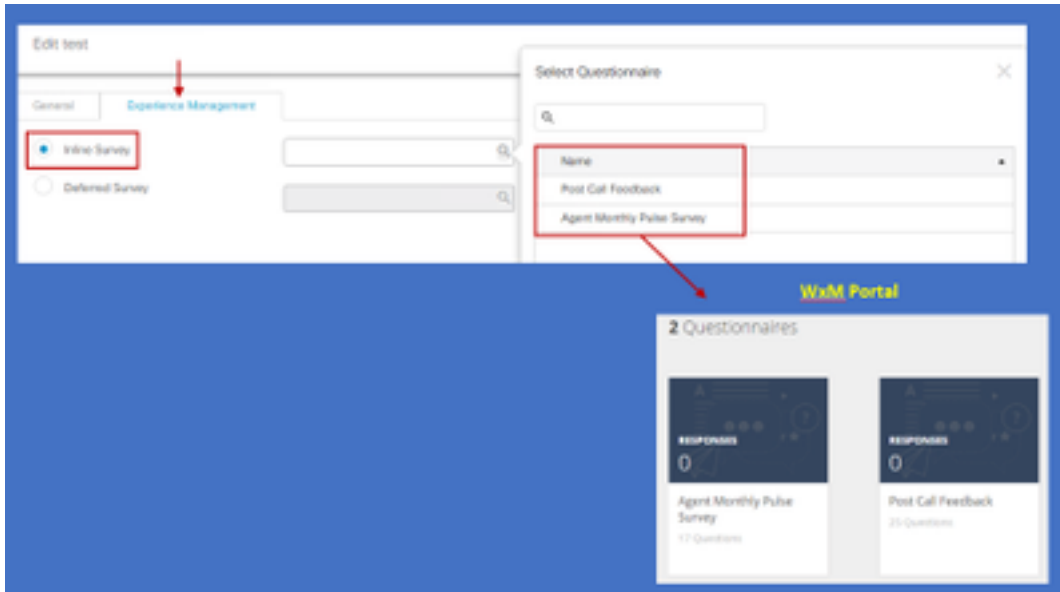 Edit test
General
Experience Management
Inline Survey
Deferred Survey
Select Questionnaire
Name
Post Call Feedback
Agent Monthly Pulse Survey
WxM Portal
2 Questionnaires
RESPONSES
0
Agent Monthly Pulse
Survey
17 Questions
RESPONSES
0
Post Call Feedback
25 Questions